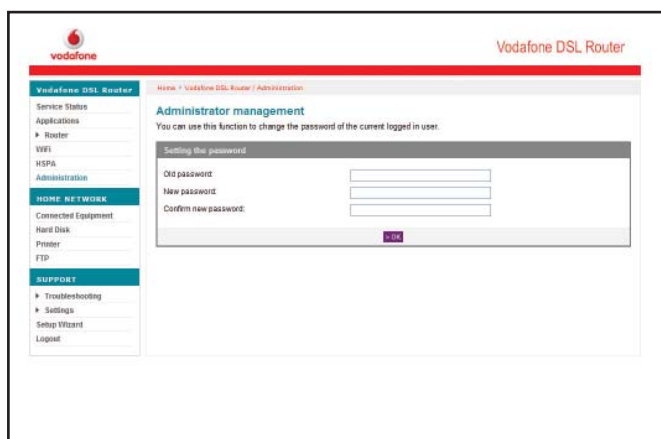 vodafone
Vodafone DSL Router
Vodafone DSL Router
Service Status
Applications
Router
WiFi
HSPA
Administration
HOME NETWORK
Connected Equipment
Hard Disk
Printer
FTP
SUPPORT
Troubleshooting
Settings
Setup Wizard
Logout
Home > Vodafone DSL Router / Administration
Administrator management
You can use this function to change the password of the current logged in user.
Setting the password
Old password:
New password:
Confirm new password:
> OK